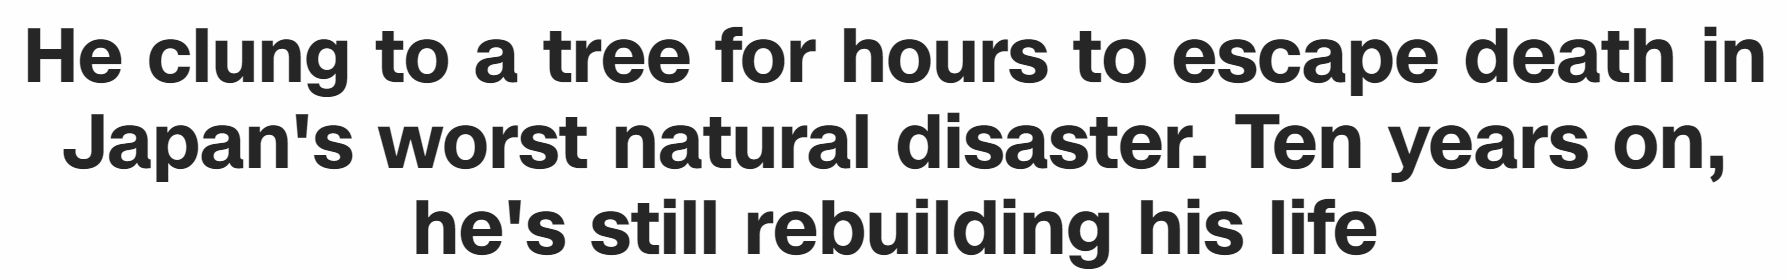 He clung to a tree for hours to escape death in
Japan's worst natural disaster. Ten years on,
he's still rebuilding his life